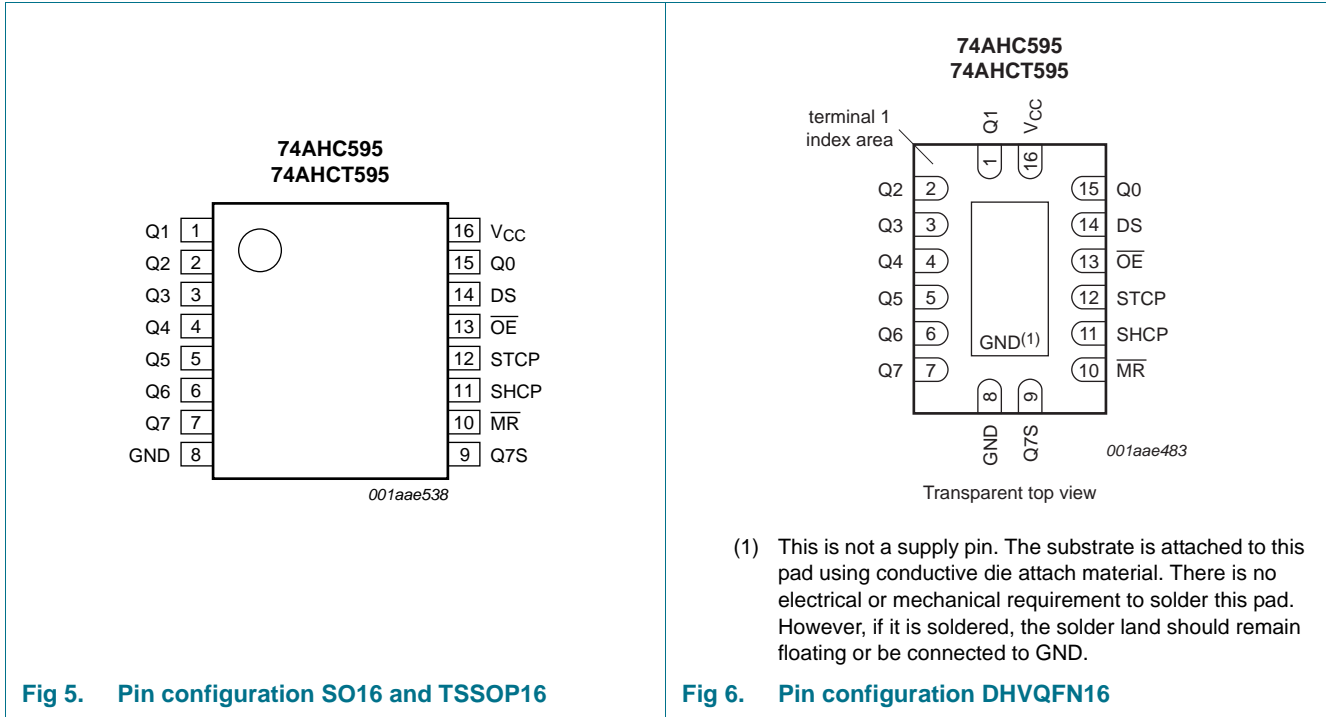 74AHC595
74AHCT595
Q1 1
Q2 2
Q3 3
Q4 4
Q5 5
Q6 6
Q7 7
GND 8
16 VCC
15 Q0
14 DS
13 OE
12 STCP
11 SHCP
10 MR
9 Q7S
001aae538
Fig 5. Pin configuration SO16 and TSSOP16
74AHC595
74AHCT595
terminal 1
index area
Q1 VCC
1 16
Q2 2
Q3 3
Q4 4
Q5 5
Q6 6
Q7 7
15 Q0
14 DS
13 OE
12 STCP
11 SHCP
10 MR
GND(1)
8 9
GND Q7S
001aae483
Transparent top view
(1) This is not a supply pin. The substrate is attached to this
pad using conductive die attach material. There is no
electrical or mechanical requirement to solder this pad.
However, if it is soldered, the solder land should remain
floating or be connected to GND.
Fig 6. Pin configuration DHVQFN16